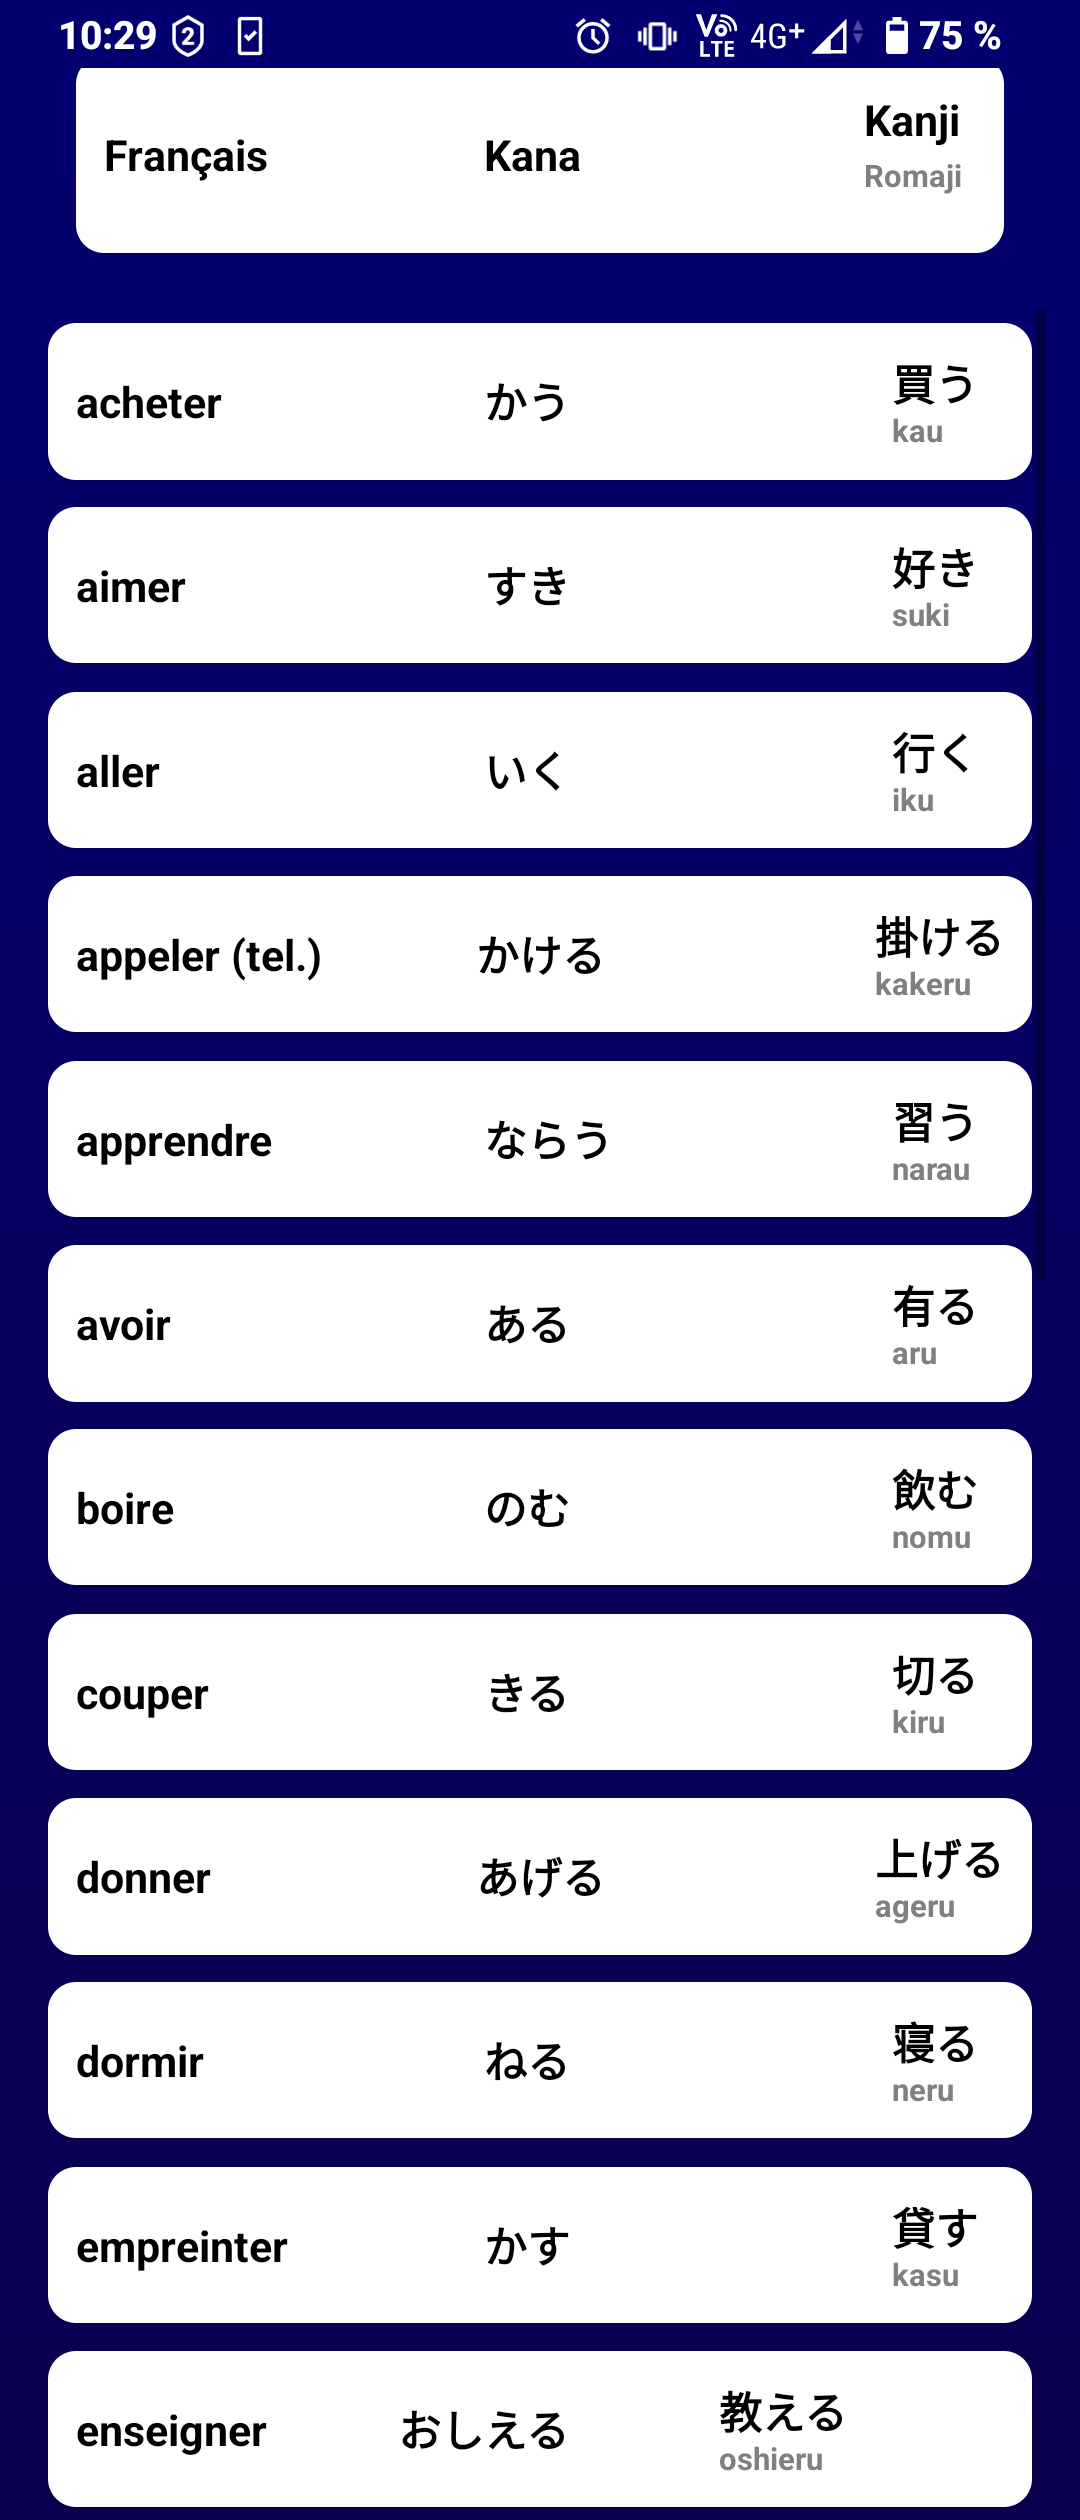 10:29 2 Vo LTE 4G+ 75 %
Français Kana Kanji
Romaji
acheter かう 買う
kau
aimer すき 好き
suki
aller いく 行く
iku
appeler (tel.) かける 掛ける
kakeru
apprendre ならう 習う
narau
avoir ある 有る
aru
boire のむ 飲む
nomu
couper きる 切る
kiru
donner あげる 上げる
ageru
dormir ねる 寝る
neru
empreinter かす 貸す
kasu
enseigner おしえる 教える
oshieru